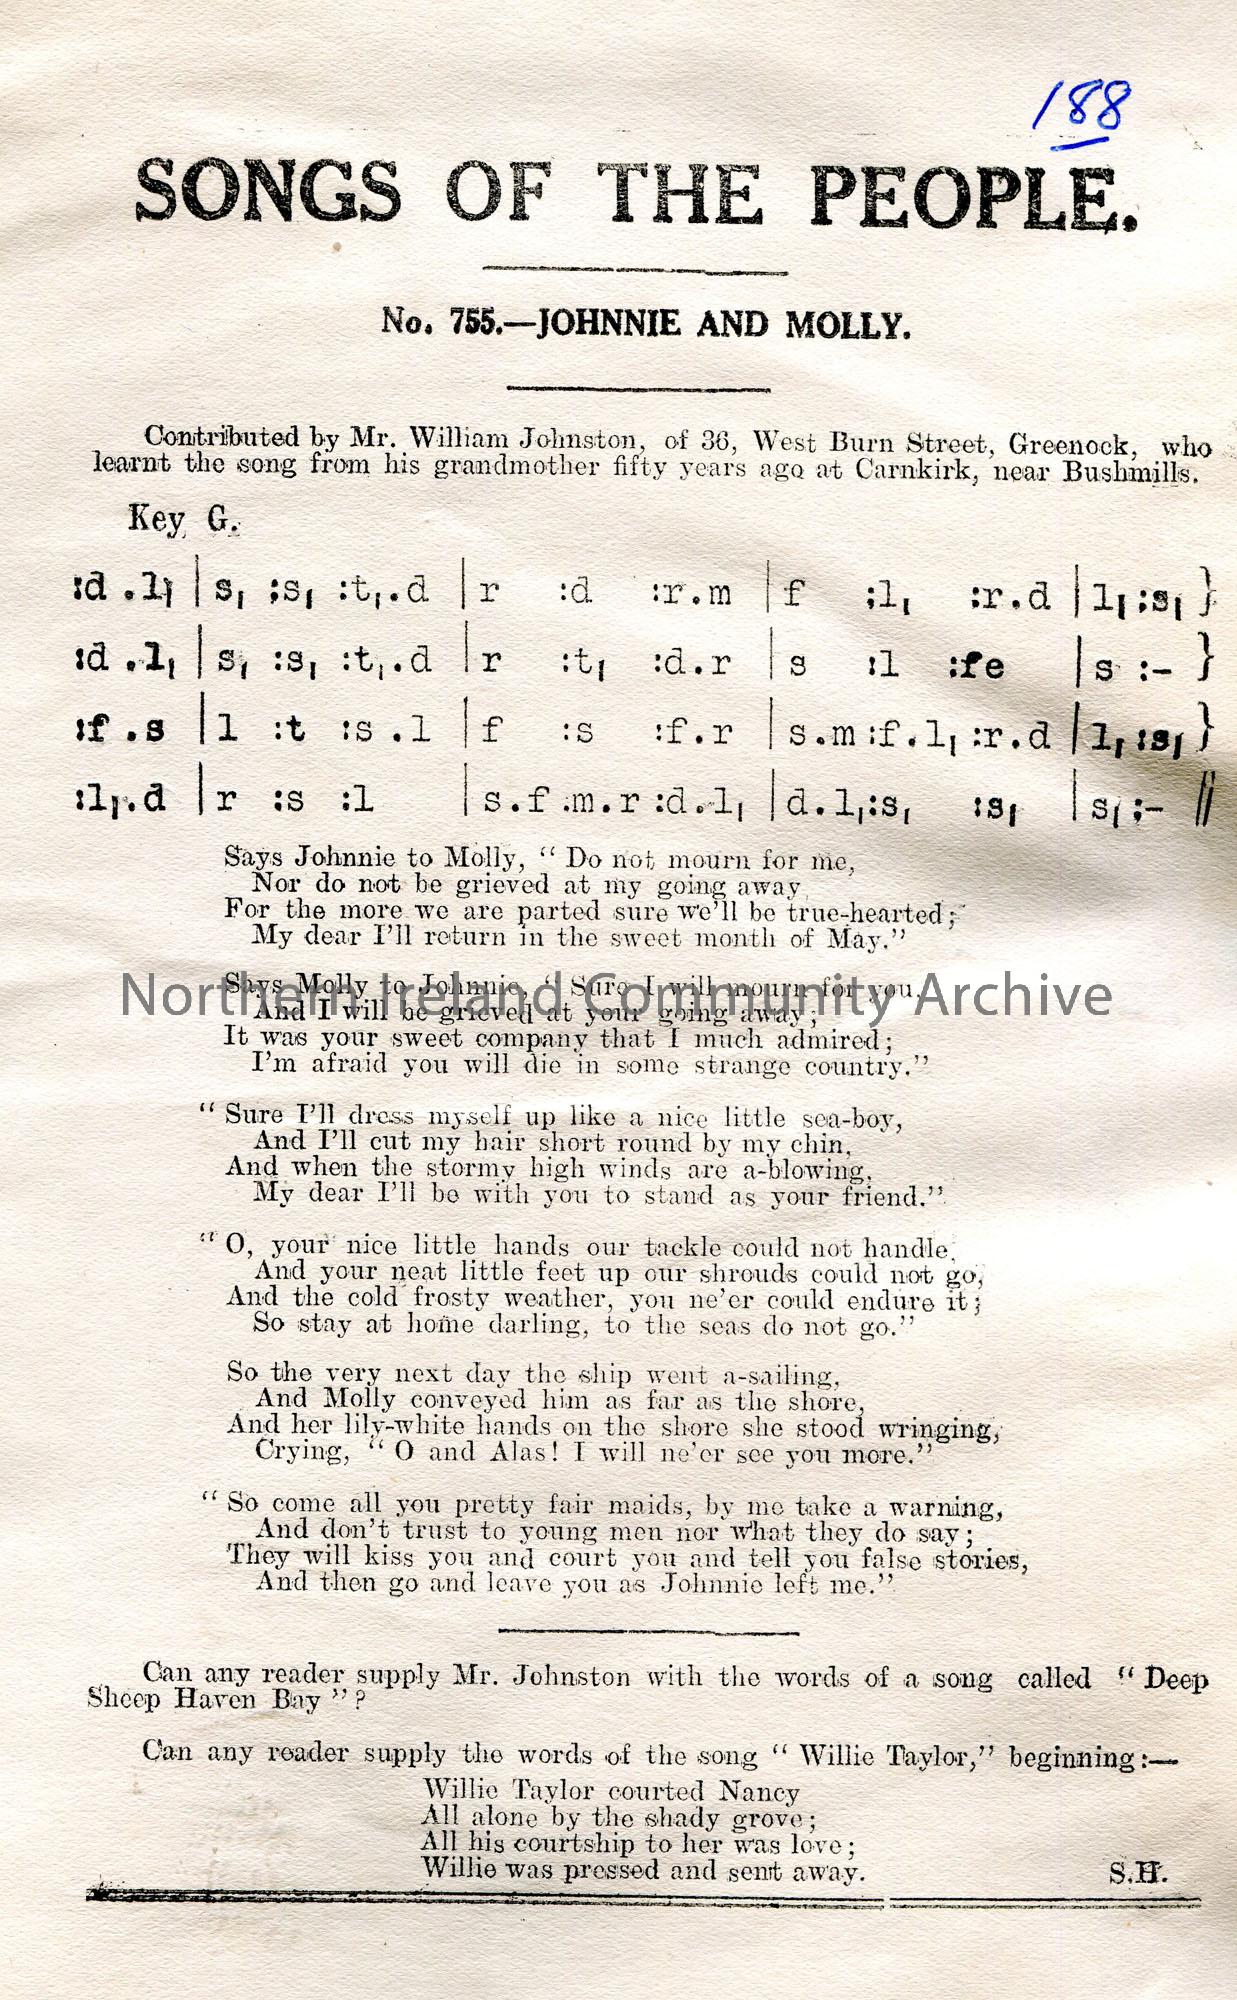 188
SONGS OF THE PEOPLE.
No. 755.—JOHNNIE AND MOLLY.
Contributed by Mr. William Johnston, of 36, West Burn Street, Greenock, who
learnt the song from his grandmother fifty years ago at Carnkirk, near Bushmills.
Key G.
:d .l, | s, :s, :t,.d | r :d :r.m | f :l, :r.d | l, :s, }
:d .l, | s, :s, :t,.d | r :t, :d.r | s :l :fe | s :– }
:f .s | l :t :s .l | f :s :f.r | s.m :f.l, :r.d | l, :s, }
:l,.d | r :s :l | s.f .m.r :d.l, | d.l,:s, :s, | s, :– ||
Says Johnnie to Molly, “ Do not mourn for me,
Nor do not be grieved at my going away,
For the more we are parted sure we'll be true-hearted;
My dear I'll return in the sweet month of May.”
Says Molly to Johnnie, “ Sure I will mourn for you,
And I will be grieved at your going away;
It was your sweet company that I much admired;
I'm afraid you will die in some strange country.”
Northern Ireland Community Archive
“ Sure I'll dress myself up like a nice little sea-boy,
And I'll cut my hair short round by my chin,
And when the stormy high winds are a-blowing,
My dear I'll be with you to stand as your friend.”
“ O, your nice little hands our tackle could not handle,
And your neat little feet up our shrouds could not go,
And the cold frosty weather, you ne'er could endure it;
So stay at home darling, to the seas do not go.”
So the very next day the ship went a-sailing,
And Molly conveyed him as far as the shore,
And her lily-white hands on the shore she stood wringing,
Crying, “ O and Alas! I will ne'er see you more.”
“ So come all you pretty fair maids, by me take a warning,
And don't trust to young men nor what they do say;
They will kiss you and court you and tell you false stories,
And then go and leave you as Johnnie left me.”
Can any reader supply Mr. Johnston with the words of a song called “ Deep
Sheep Haven Bay ”?
Can any reader supply the words of the song “ Willie Taylor,” beginning:—
Willie Taylor courted Nancy
All alone by the shady grove;
All his courtship to her was love;
Willie was pressed and sent away.
S.H.